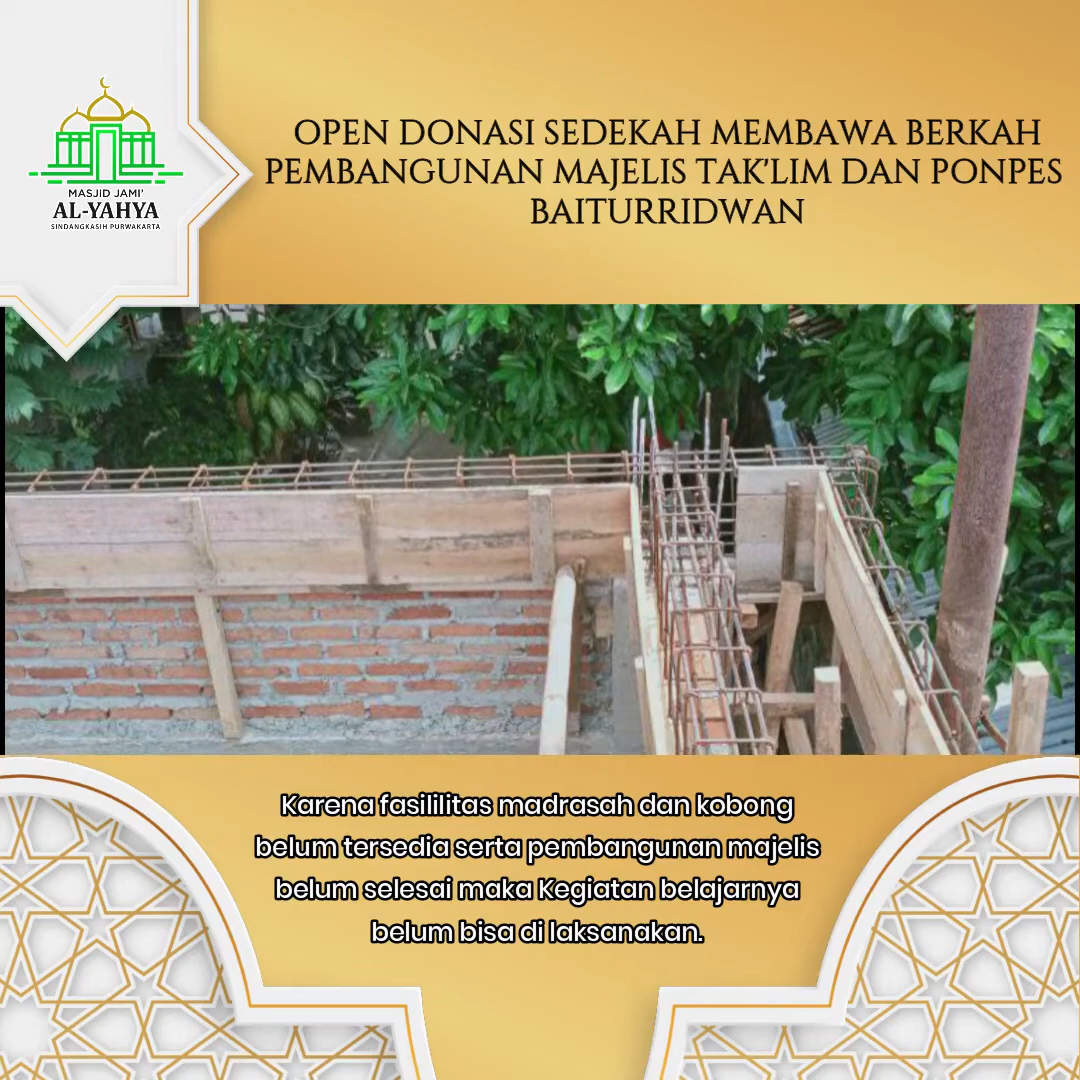 MASJID JAMI'
AL-YAHYA
SINDANGKASIH PURWAKARTA
OPEN DONASI SEDEKAH MEMBAWA BERKAH
PEMBANGUNAN MAJELIS TAK'LIM DAN PONPES
BAITURRIDWAN
Karena fasililitas madrasah dan kobong
belum tersedia serta pembangunan majelis
belum selesai maka Kegiatan belajarnya
belum bisa di laksanakan.